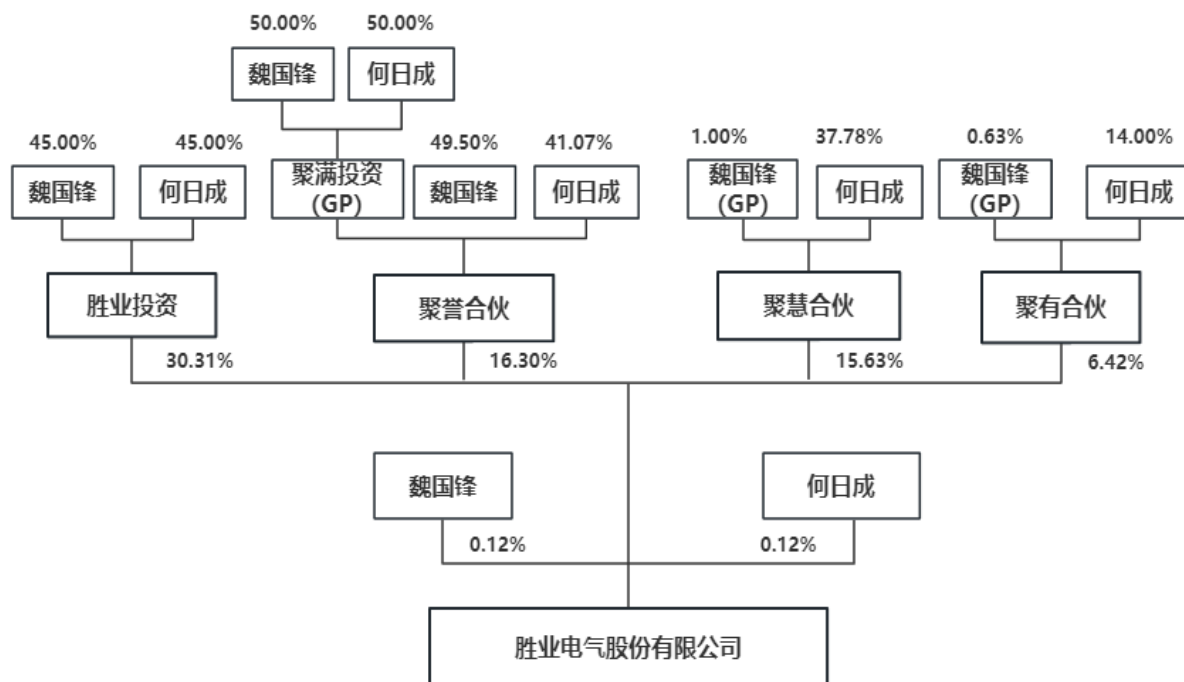 50.00% 50.00%
魏国锋 何日成
45.00% 45.00% 49.50% 41.07% 1.00% 37.78% 0.63% 14.00%
魏国锋 何日成 聚满投资 魏国锋 何日成 魏国锋 何日成 魏国锋 何日成
(GP) (GP) (GP)
胜业投资 聚誉合伙 聚慧合伙 聚有合伙
30.31% 16.30% 15.63% 6.42%
魏国锋 何日成
0.12% 0.12%
胜业电气股份有限公司